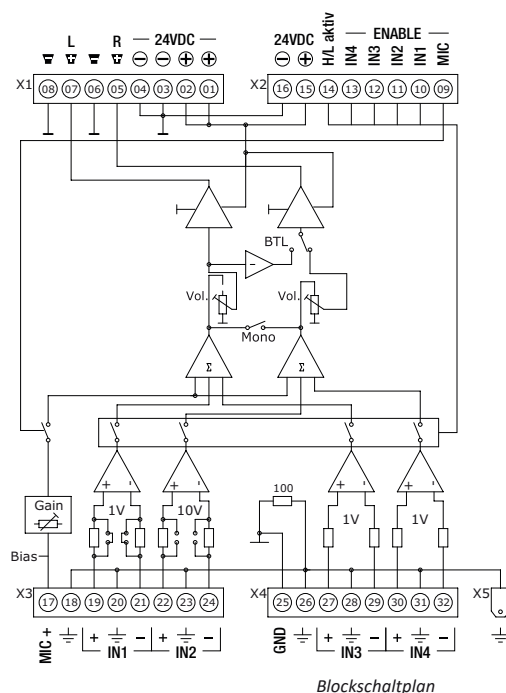 L R 24VDC 24VDC H/L aktiv ENABLE IN4 IN3 IN2 IN1 MIC
− − + + − +
X1 08 07 06 05 04 03 02 01 X2 16 15 14 13 12 11 10 09
BTL
−
Vol. Vol.
Mono
Σ Σ
+ - + - + - + -
Gain 1V 10V 100 1V 1V
Bias
X3 17 18 19 20 21 22 23 24 X4 25 26 27 28 29 30 31 32 X5
MIC + + − + − GND + − + −
IN1 IN2 IN3 IN4
Blockschaltplan